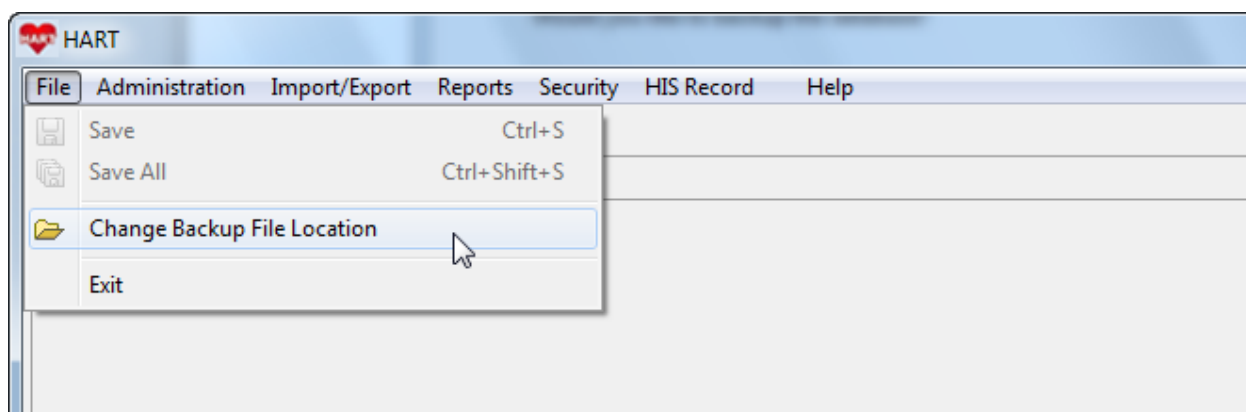 HART
File Administration Import/Export Reports Security HIS Record Help
Save Ctrl+S
Save All Ctrl+Shift+S
Change Backup File Location
Exit